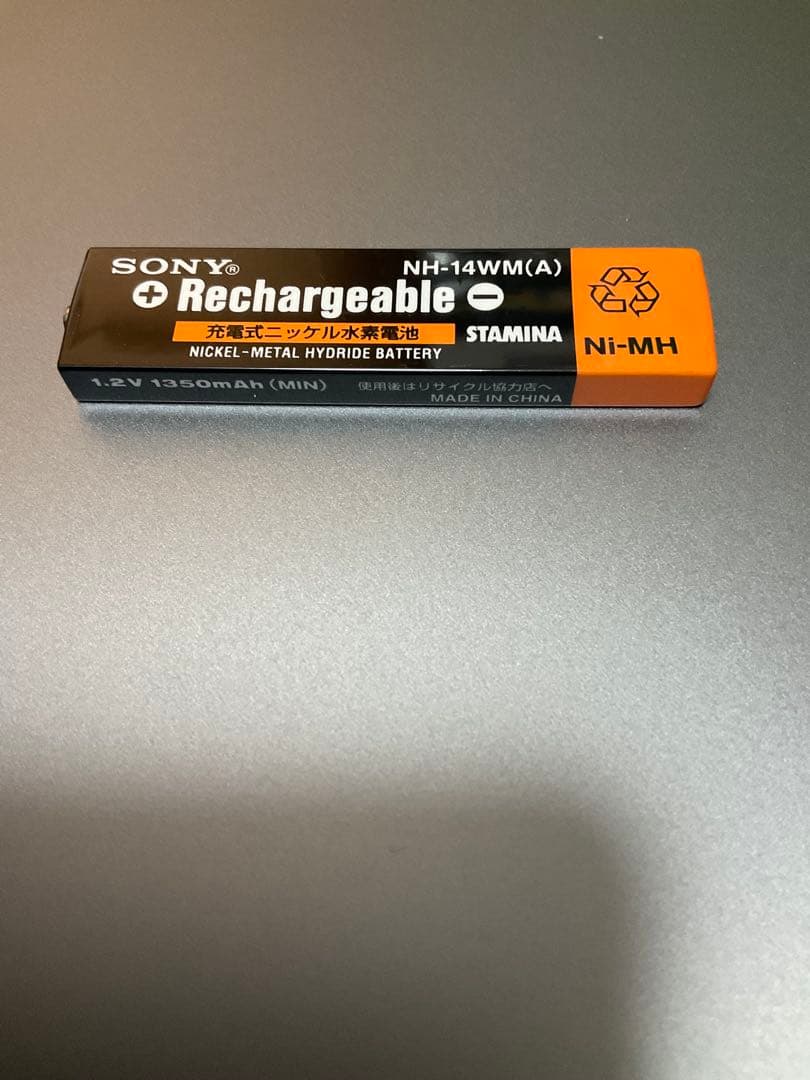 SONY® NH-14WM(A)
+ Rechargeable −
充電式ニッケル水素電池 STAMINA
NICKEL-METAL HYDRIDE BATTERY
Ni-MH
1.2V 1350mAh (MIN) 使用後はリサイクル協力店へ
MADE IN CHINA